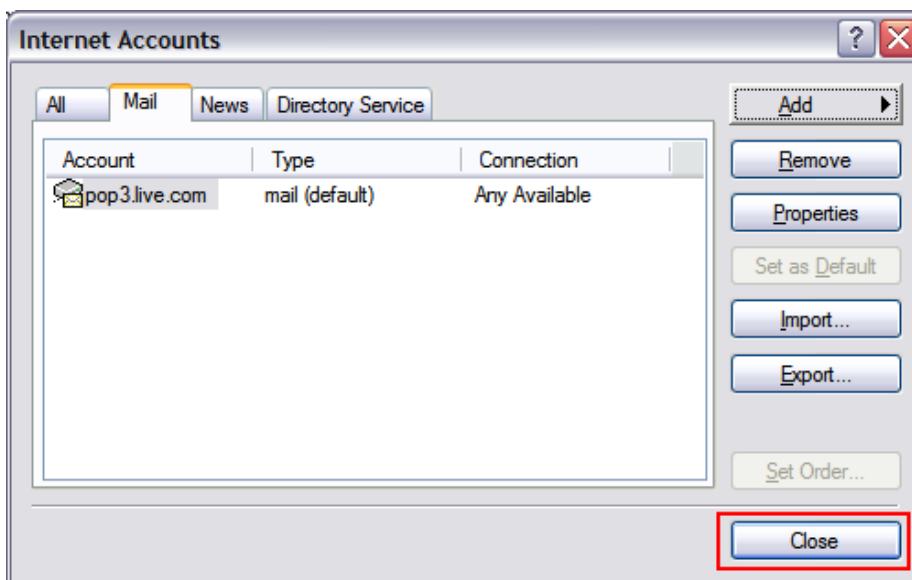 Internet Accounts
All Mail News Directory Service
Add
Account Type Connection
Remove
pop3.live.com mail (default) Any Available
Properties
Set as Default
Import...
Export...
Set Order...
Close